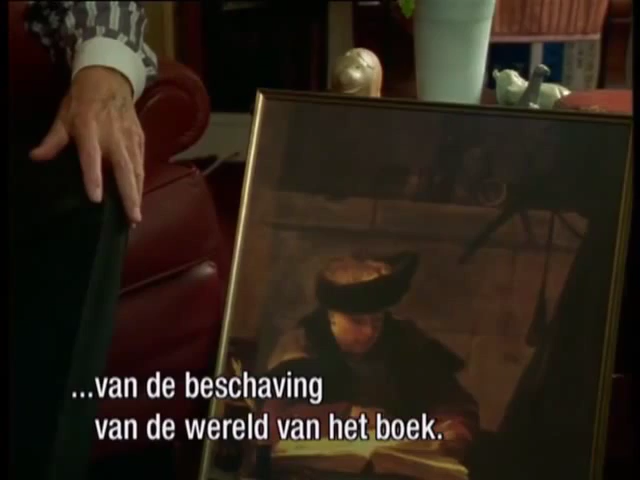 ...van de beschaving
van de wereld van het boek.